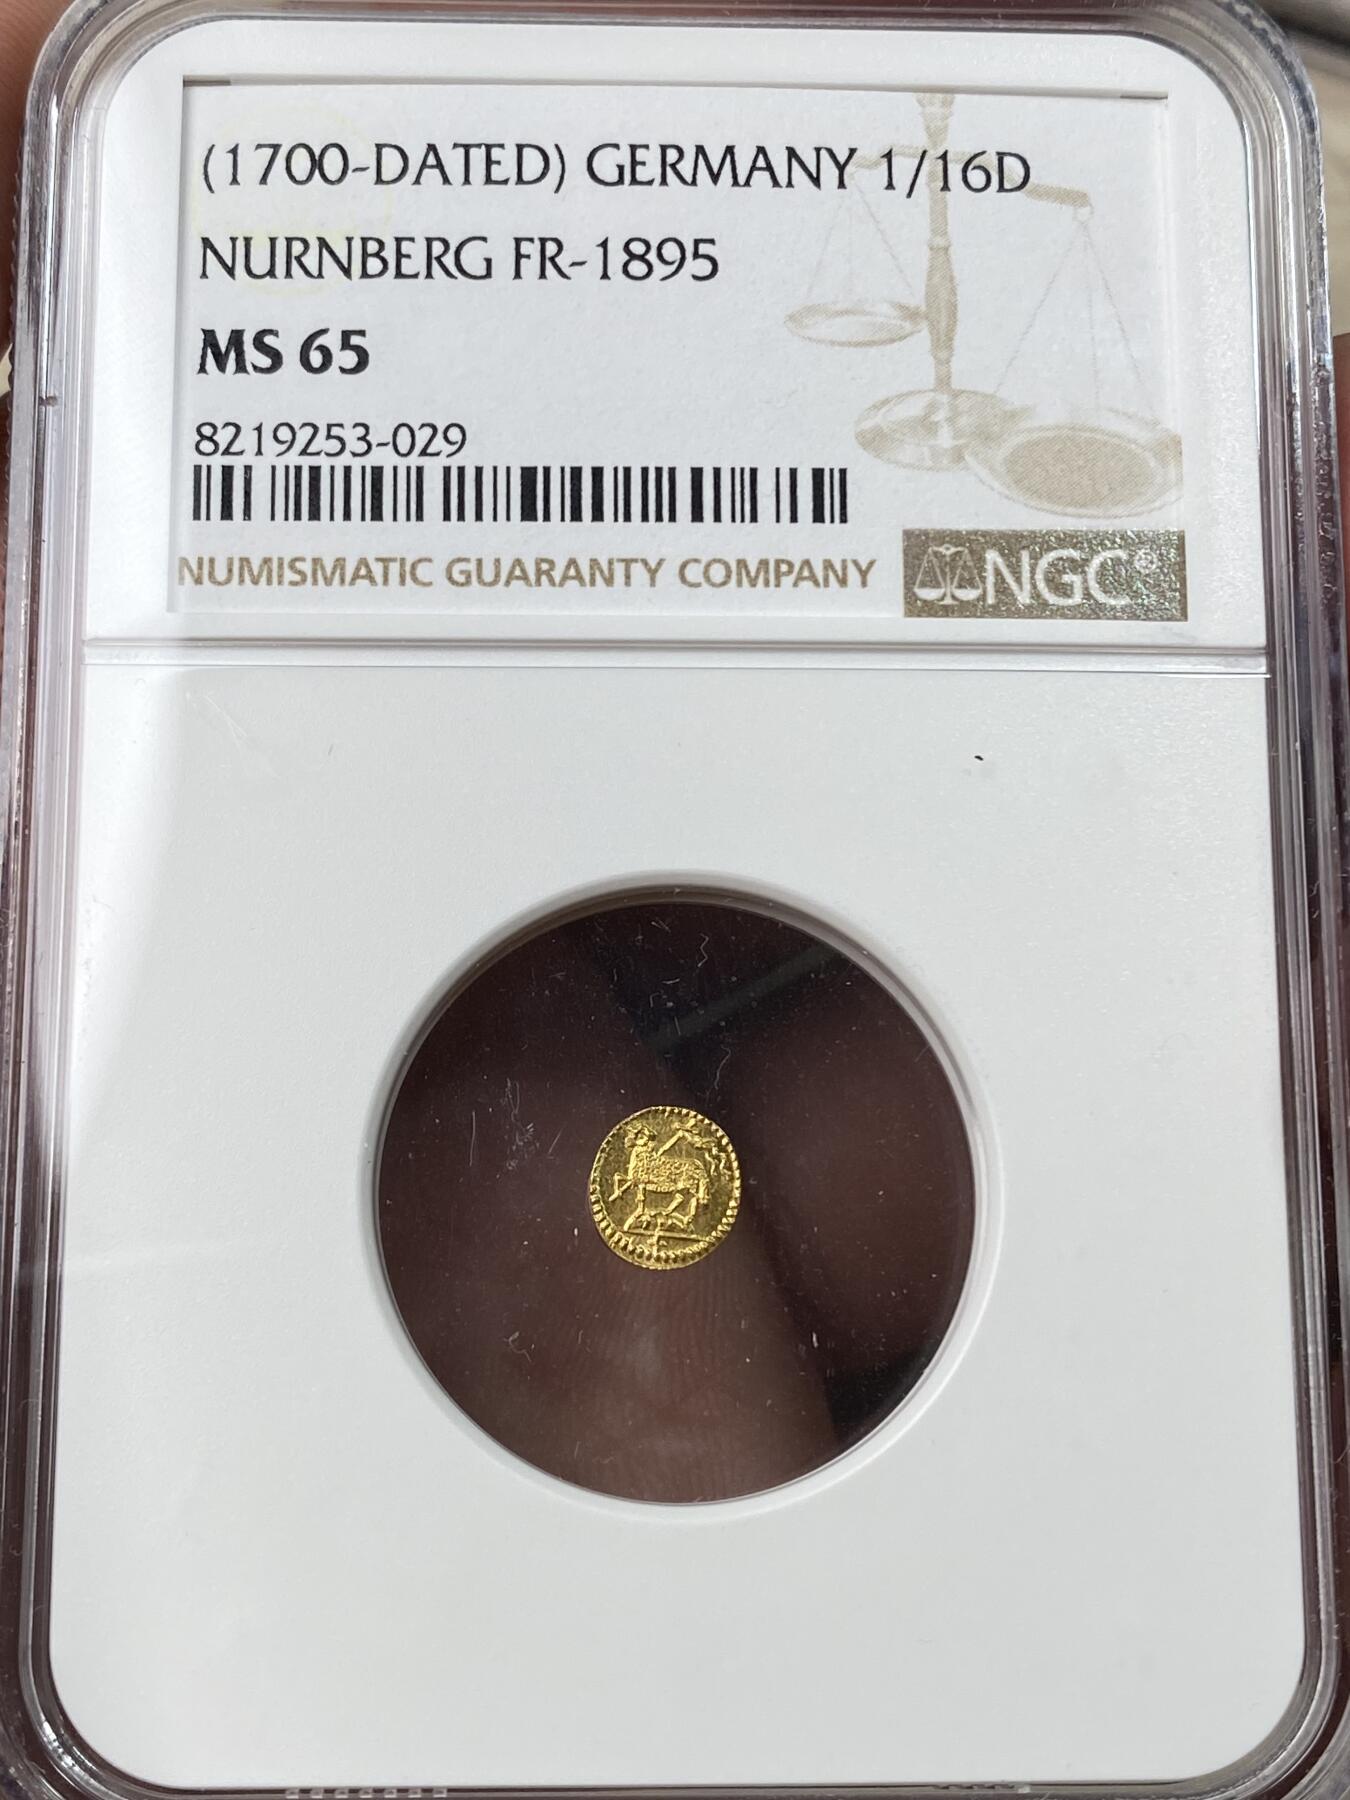 (1700-DATED) GERMANY 1/16D
NURNBERG FR-1895
MS 65
8219253-029
NUMISMATIC GUARANTY COMPANY
NGC®